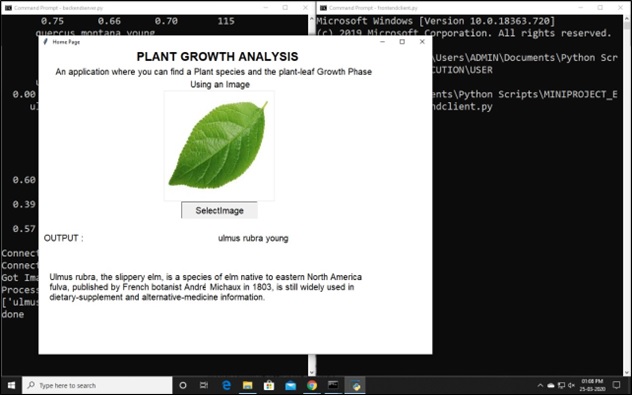 Command Prompt - backendserver.py
Command Prompt - frontendclient.py
0.75 0.66 0.70 115
quercus montana young
Microsoft Windows [Version 10.0.18363.720]
(c) 2019 Microsoft Corporation. All rights reserved.
\Users\ADMIN\Documents\Python Scr
CUTION\USER
ents\Python Scripts\MINIPROJECT_E
ndclient.py
0.00
ul
0.60
0.39
0.57
Connect
Connect
Got Ima
Process
['ulmus
done
Home Page
PLANT GROWTH ANALYSIS
An application where you can find a Plant species and the plant-leaf Growth Phase
Using an Image
SelectImage
OUTPUT : ulmus rubra young
Ulmus rubra, the slippery elm, is a species of elm native to eastern North America
fulva, published by French botanist André Michaux in 1803, is still widely used in
dietary-supplement and alternative-medicine information.
Type here to search
01:08 PM
25-03-2020